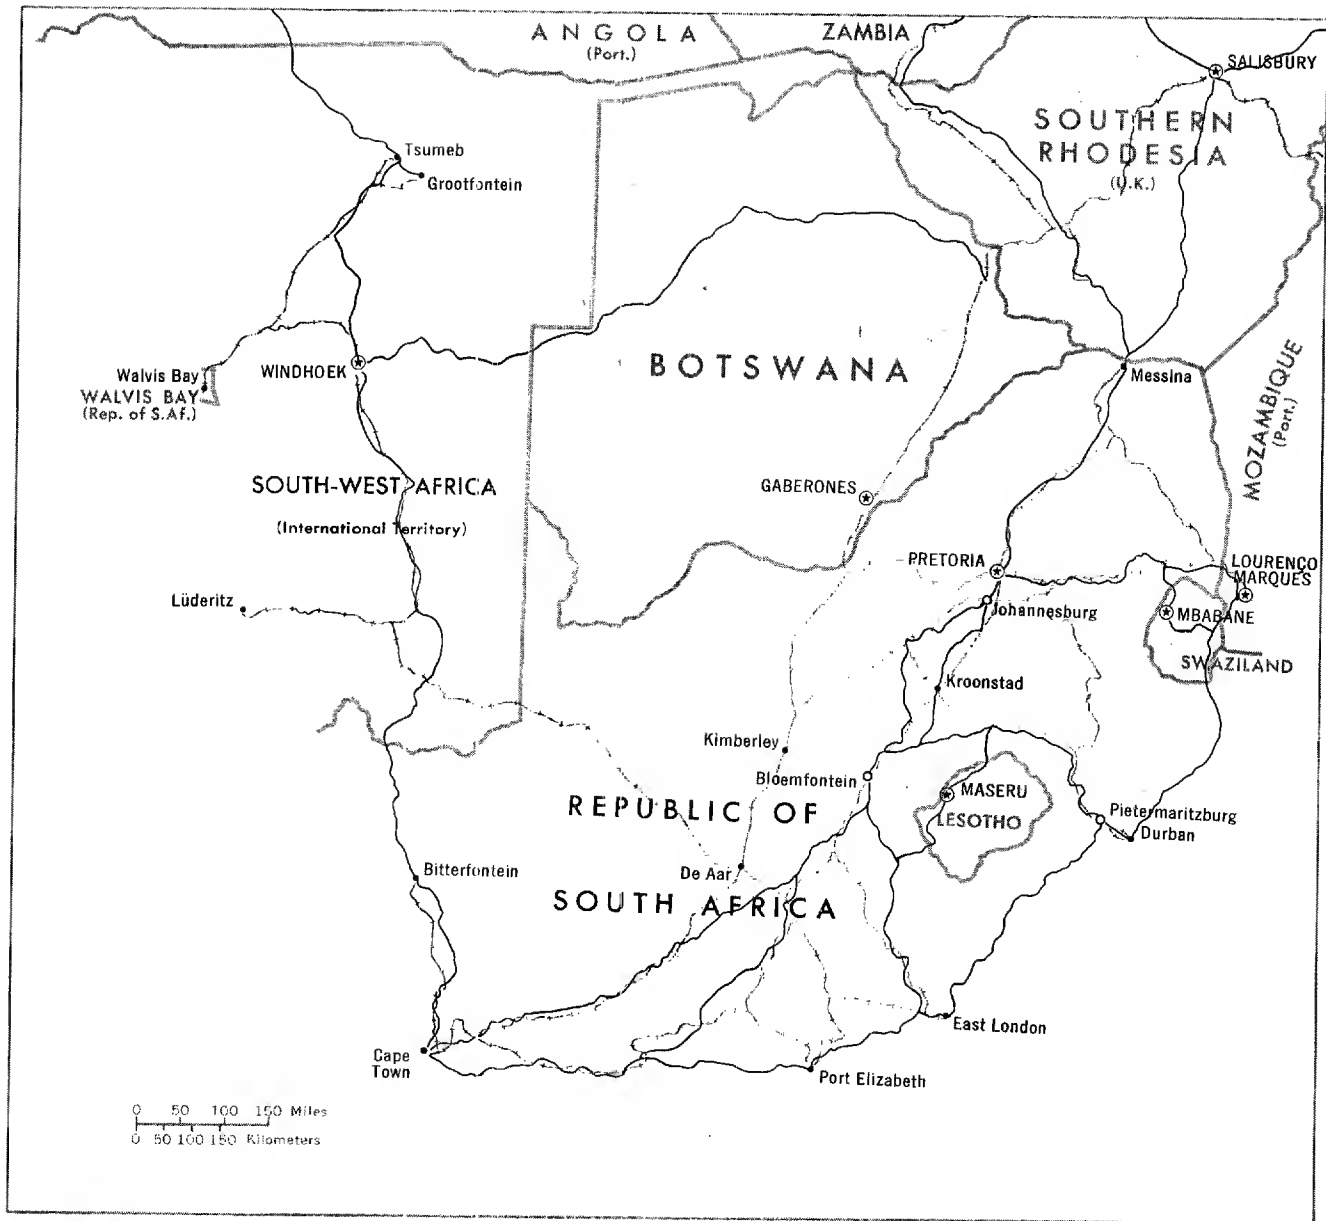 ANGOLA
(Port.)
ZAMBIA
SALISBURY
SOUTHERN
RHODESIA
(U.K.)
Tsumeb
Grootfontein
BOTSWANA
Walvis Bay
WALVIS BAY
(Rep. of S.Af.)
WINDHOEK
Messina
MOZAMBIQUE
(Port.)
SOUTH-WEST AFRICA
(International Territory)
GABERONES
PRETORIA
LOURENÇO
MARQUES
Lüderitz
Johannesburg
MBABANE
SWAZILAND
Kroonstad
Kimberley
Bloemfontein
MASERU
LESOTHO
REPUBLIC OF
SOUTH AFRICA
Pietermaritzburg
Durban
Bitterfontein
De Aar
East London
Cape
Town
Port Elizabeth
0 50 100 150 Miles
0 50 100 150 Kilometers